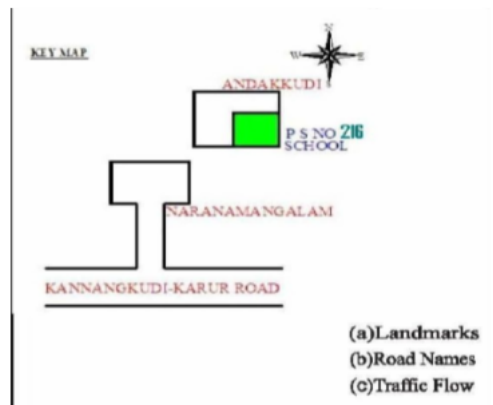 N
KEY MAP
W E
S
ANDAKKUDI
P S NO 216
SCHOOL
NARANAMANGALAM
KANNANGKUDI-KARUR ROAD
(a)Landmarks
(b)Road Names
(c)Traffic Flow